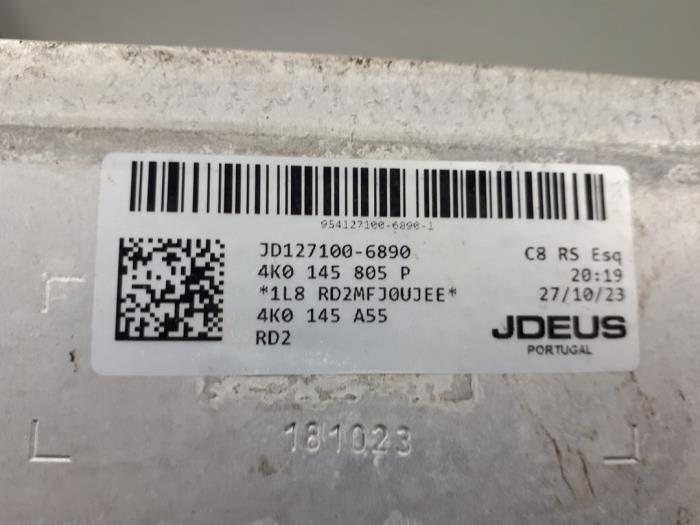 954127100-6890-1
JD127100-6890
4K0 145 805 P
*1L8 RD2MFJ0UJEE*
4K0 145 A55
RD2
C8 RS Esq
20:19
27/10/23
JDEUS
PORTUGAL
181023